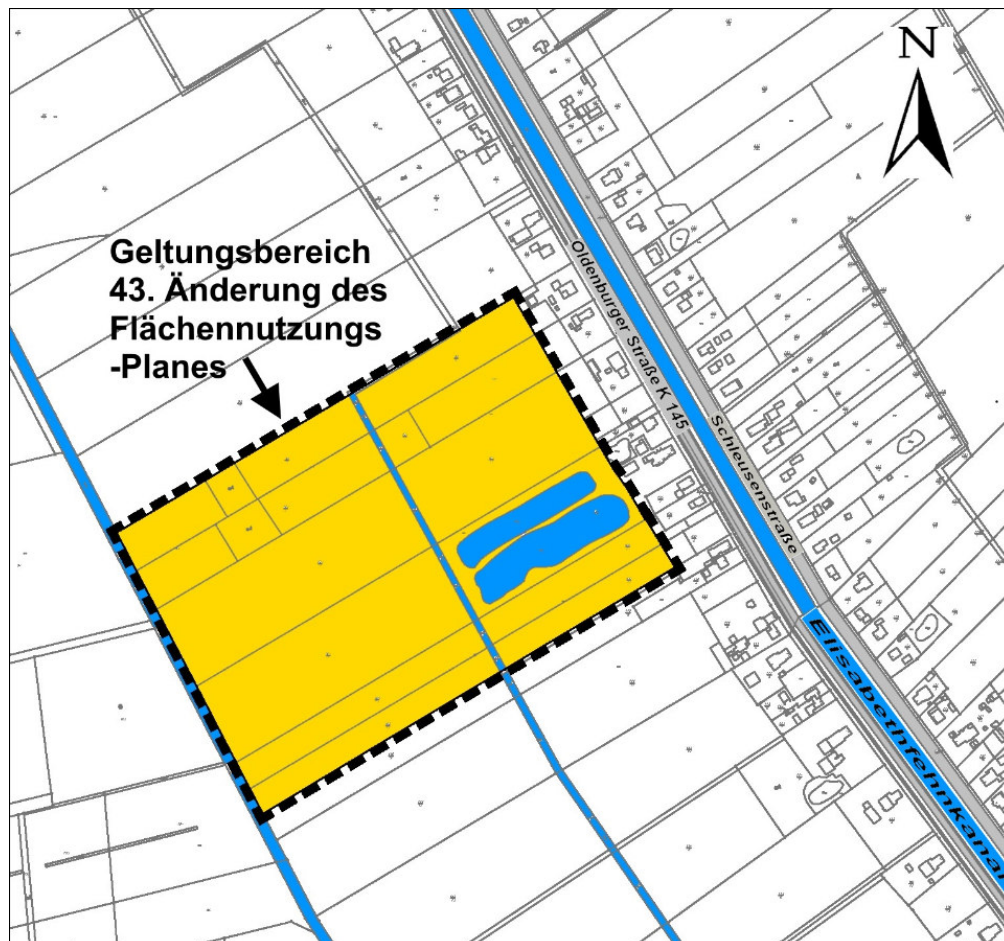 N
Geltungsbereich
43. Änderung des
Flächennutzungs
-Planes
Oldenburger Straße K 145
Schleusenstraße
Elisabethfehnkanal